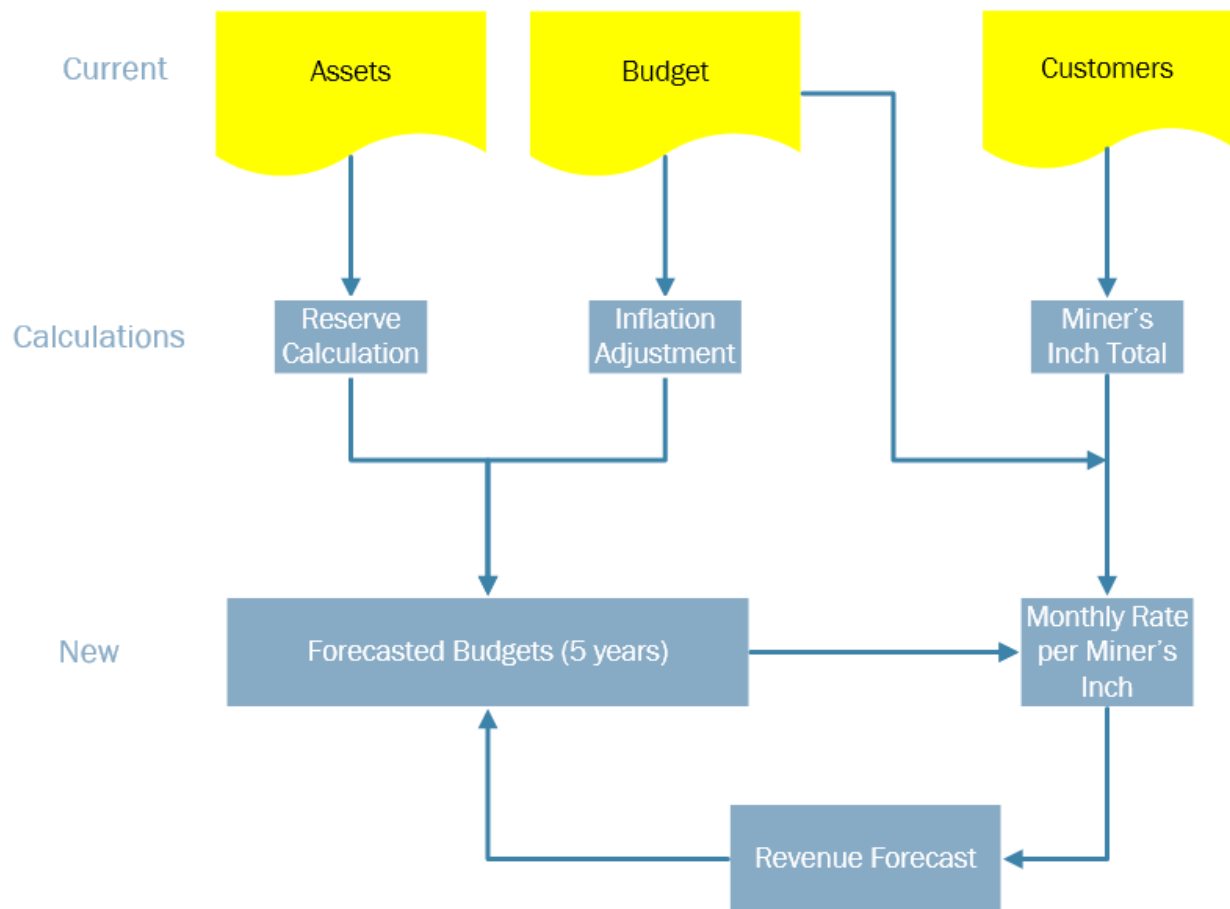 Current
Assets
Budget
Customers
Calculations
Reserve
Calculation
Inflation
Adjustment
Miner's
Inch Total
New
Forecasted Budgets (5 years)
Monthly Rate
per Miner's
Inch
Revenue Forecast